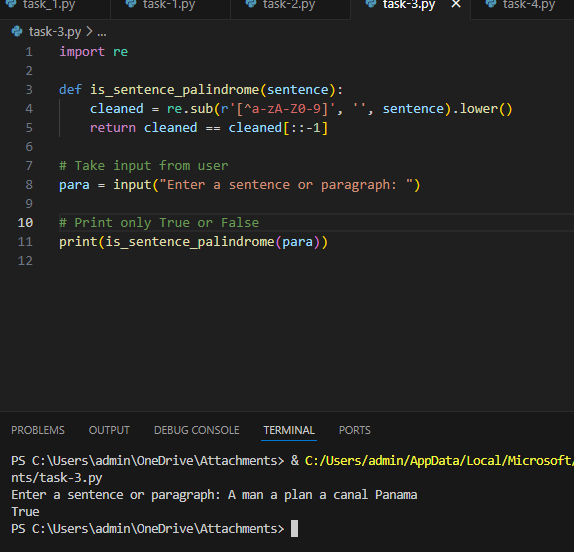 task_1.py task-1.py task-2.py task-3.py × task-4.py
task-3.py > ...
1 import re
2
3 def is_sentence_palindrome(sentence):
4     cleaned = re.sub(r'[^a-zA-Z0-9]', '', sentence).lower()
5     return cleaned == cleaned[::-1]
6
7 # Take input from user
8 para = input("Enter a sentence or paragraph: ")
9
10 # Print only True or False
11 print(is_sentence_palindrome(para))
12
PROBLEMS OUTPUT DEBUG CONSOLE TERMINAL PORTS
PS C:\Users\admin\OneDrive\Attachments> & C:/Users/admin/AppData/Local/Microsoft/
nts/task-3.py
Enter a sentence or paragraph: A man a plan a canal Panama
True
PS C:\Users\admin\OneDrive\Attachments>